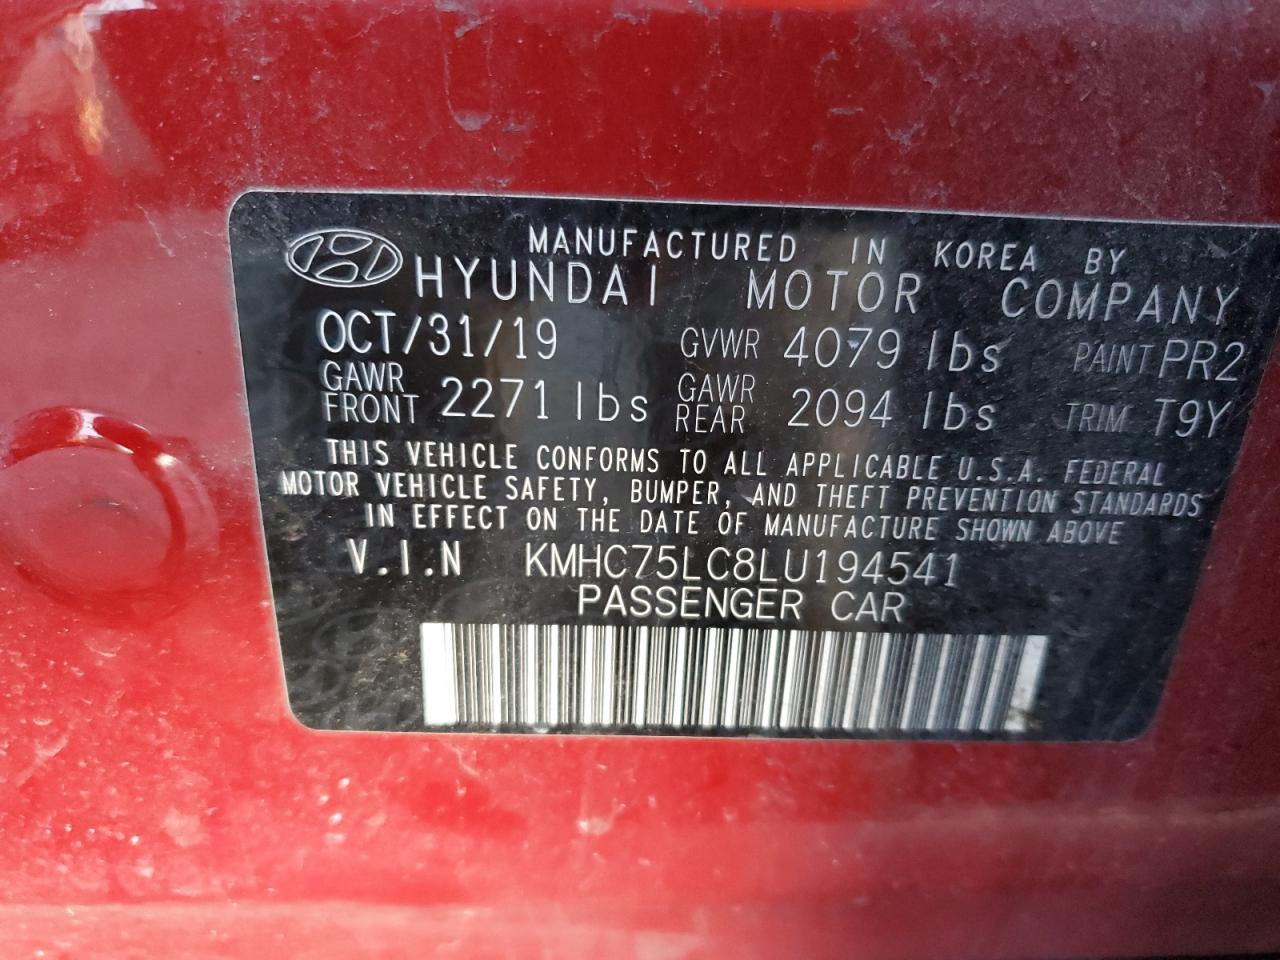 MANUFACTURED IN KOREA BY
HYUNDAI MOTOR COMPANY
OCT/31/19 GVWR 4079 lbs PAINT PR2
GAWR FRONT 2271 lbs GAWR REAR 2094 lbs TRIM T9Y
THIS VEHICLE CONFORMS TO ALL APPLICABLE U.S.A. FEDERAL
MOTOR VEHICLE SAFETY, BUMPER, AND THEFT PREVENTION STANDARDS
IN EFFECT ON THE DATE OF MANUFACTURE SHOWN ABOVE
V.I.N KMHC75LC8LU194541
PASSENGER CAR